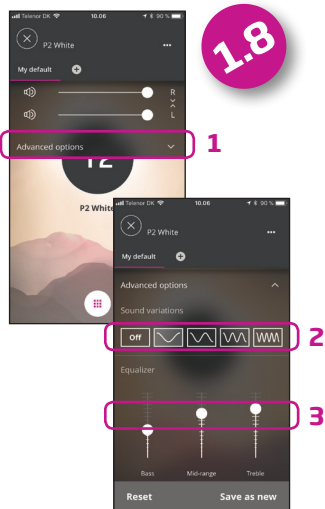 Telenor DK 10.06 90 %
P2 White
My default
R
L
Advanced options
12
P2 White
1.8
1
Telenor DK 10.06 90 %
P2 White
My default
Advanced options
Sound variations
Off
2
Equalizer
3
Bass Mid-range Treble
Reset Save as new